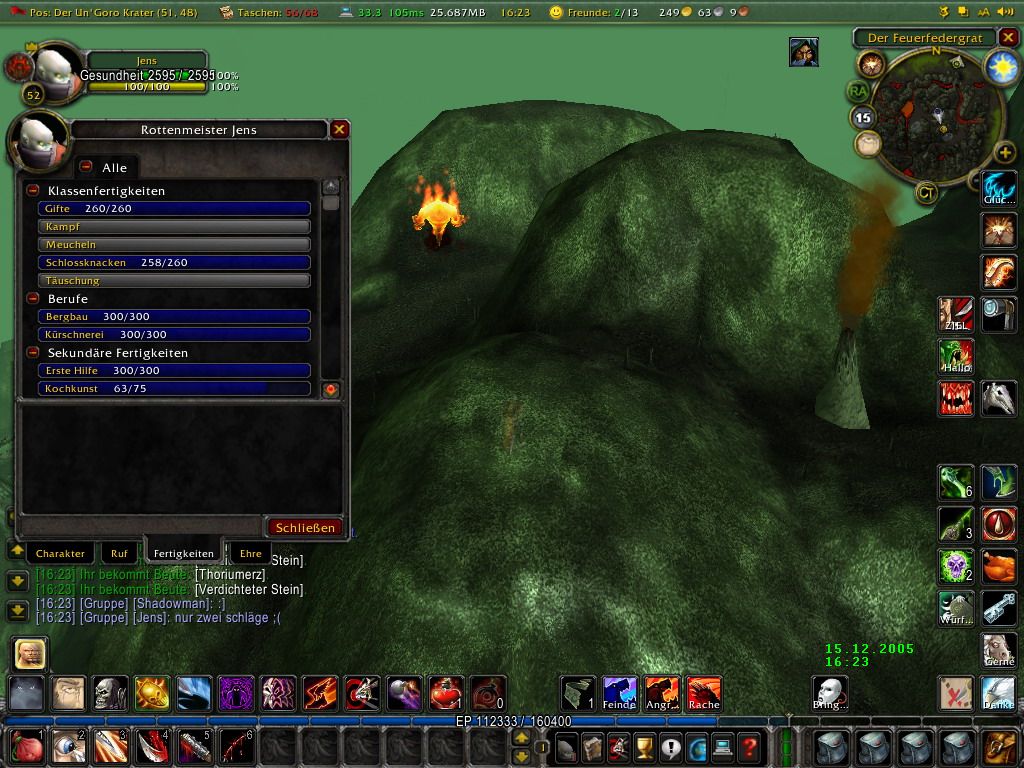 Pos: Der Un'Goro Krater (51, 48) Taschen: 56/68 33.3 105ms 25.687MB 16:23 Freunde: 2/13 249 63 9
Der Feuerfedergrat
N
Jens
Gesundheit 2595 / 2595 100%
100/100 100%
52
RA
15
CT
Rottenmeister Jens
Alle
Klassenfertigkeiten
Gifte 260/260
Kampf
Meucheln
Schlossknacken 258/260
Täuschung
Berufe
Bergbau 300/300
Kürschnerei 300/300
Sekundäre Fertigkeiten
Erste Hilfe 300/300
Kochkunst 63/75
Schließen
Charakter Ruf Fertigkeiten Ehre
Stein].
[16:23] Ihr bekommt Beute: [Thoriumerz].
[16:23] Ihr bekommt Beute: [Verdichteter Stein].
[16:23] [Gruppe] [Shadowman]: :]
[16:23] [Gruppe] [Jens]: nur zwei schläge ;(
Glüc...
ZIEL
Hallo
6
3
2
Würf...
Gerne
15.12.2005
16:23
1 0
Feinde Angr... Rache
Bring...
Danke
EP 112333 / 160400
1 2 3 4 5 6
1